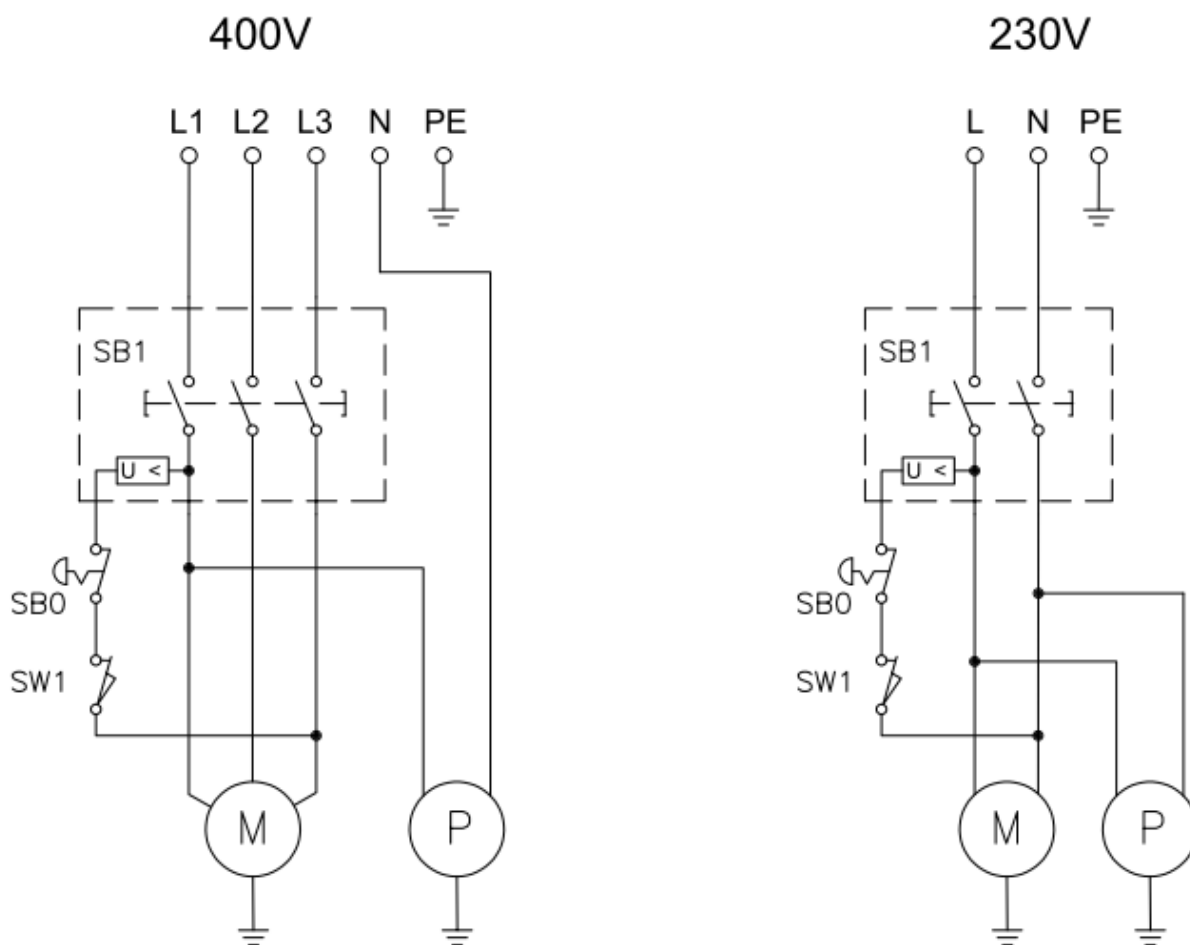 400V 230V
L1 L2 L3 N PE L N PE
SB1 SB1
U < U <
SB0 SB0
SW1 SW1
M P M P